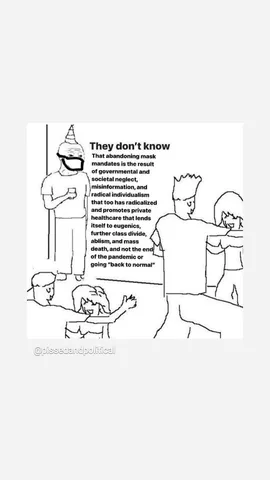 They don't know
That abandoning mask
mandates is the result
of governmental and
societal neglect,
misinformation, and
radical individualism
that too has radicalized
and promotes private
healthcare that lends
itself to eugenics,
further class divide,
ablism, and mass
death, and not the end
of the pandemic or
going "back to normal"
@pissedandpolitical